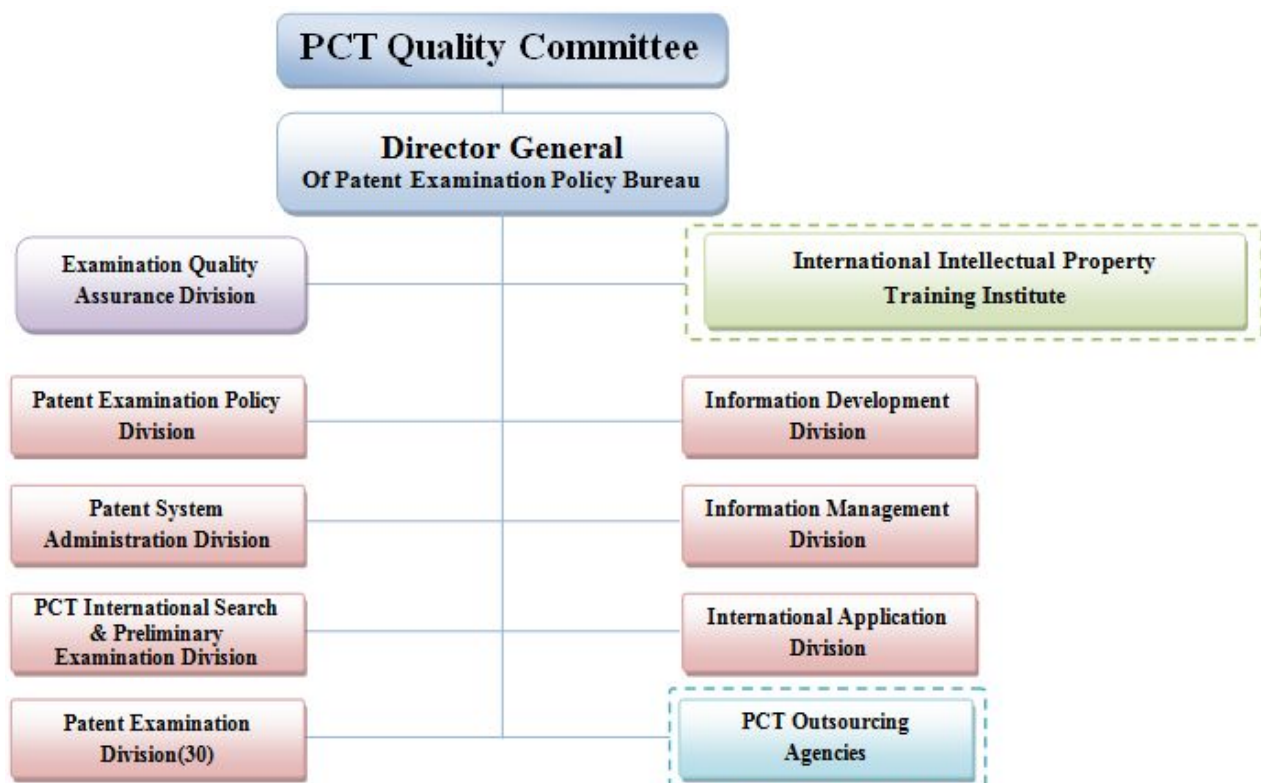 PCT Quality Committee
Director General
Of Patent Examination Policy Bureau
Examination Quality
Assurance Division
International Intellectual Property
Training Institute
Patent Examination Policy
Division
Information Development
Division
Patent System
Administration Division
Information Management
Division
PCT International Search
& Preliminary
Examination Division
International Application
Division
Patent Examination
Division(30)
PCT Outsourcing
Agencies